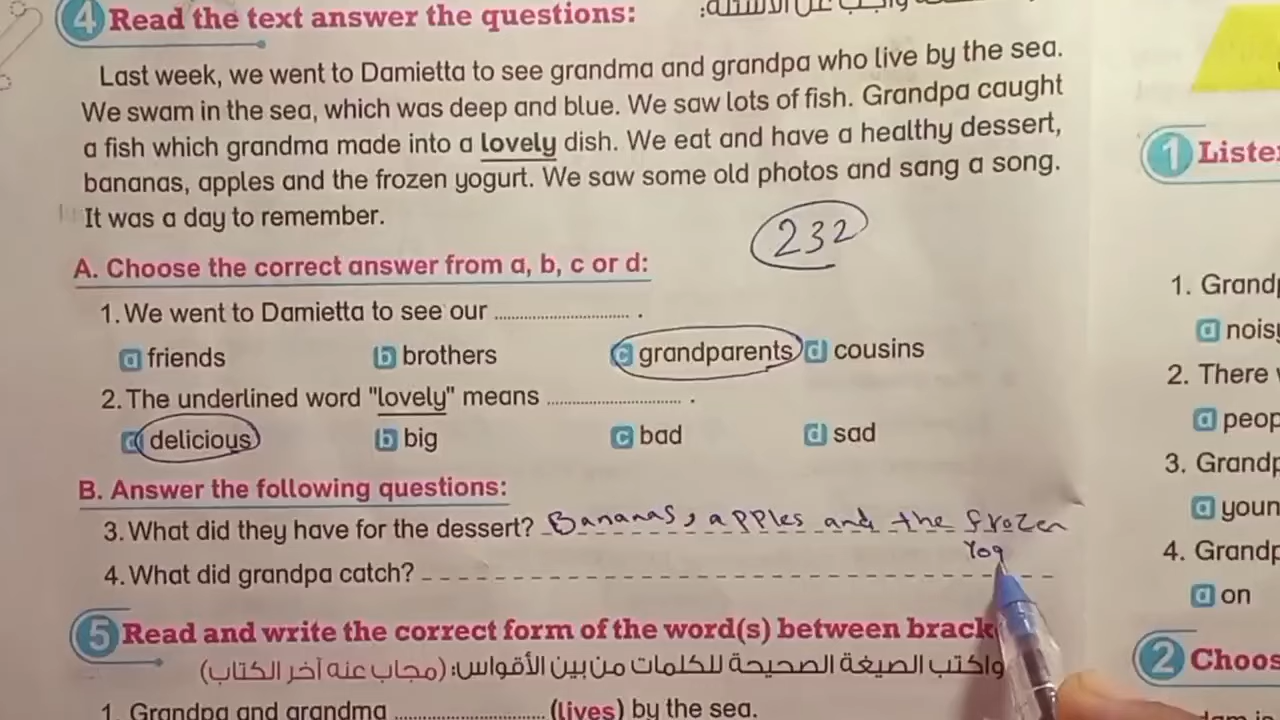 4 Read the text answer the questions:
Last week, we went to Damietta to see grandma and grandpa who live by the sea.
We swam in the sea, which was deep and blue. We saw lots of fish. Grandpa caught
a fish which grandma made into a lovely dish. We eat and have a healthy dessert,
bananas, apples and the frozen yogurt. We saw some old photos and sang a song.
It was a day to remember.
232
A. Choose the correct answer from a, b, c or d:
1. We went to Damietta to see our .............................. .
a friends b brothers c grandparents d cousins
2. The underlined word "lovely" means .............................. .
a delicious b big c bad d sad
B. Answer the following questions:
3. What did they have for the dessert? Bananas, apples and the frozen
Yog
4. What did grandpa catch?
5 Read and write the correct form of the word(s) between brack
واكتب الصيغة الصحيحة للكلمات من بين الأقواس: (مجاب عنه آخر الكتاب)
1. Grandpa and grandma .............................. (lives) by the sea.
1 Liste
1. Grandp
a nois
2. There
a peop
3. Grandp
a youn
4. Grandp
a on
2 Choos